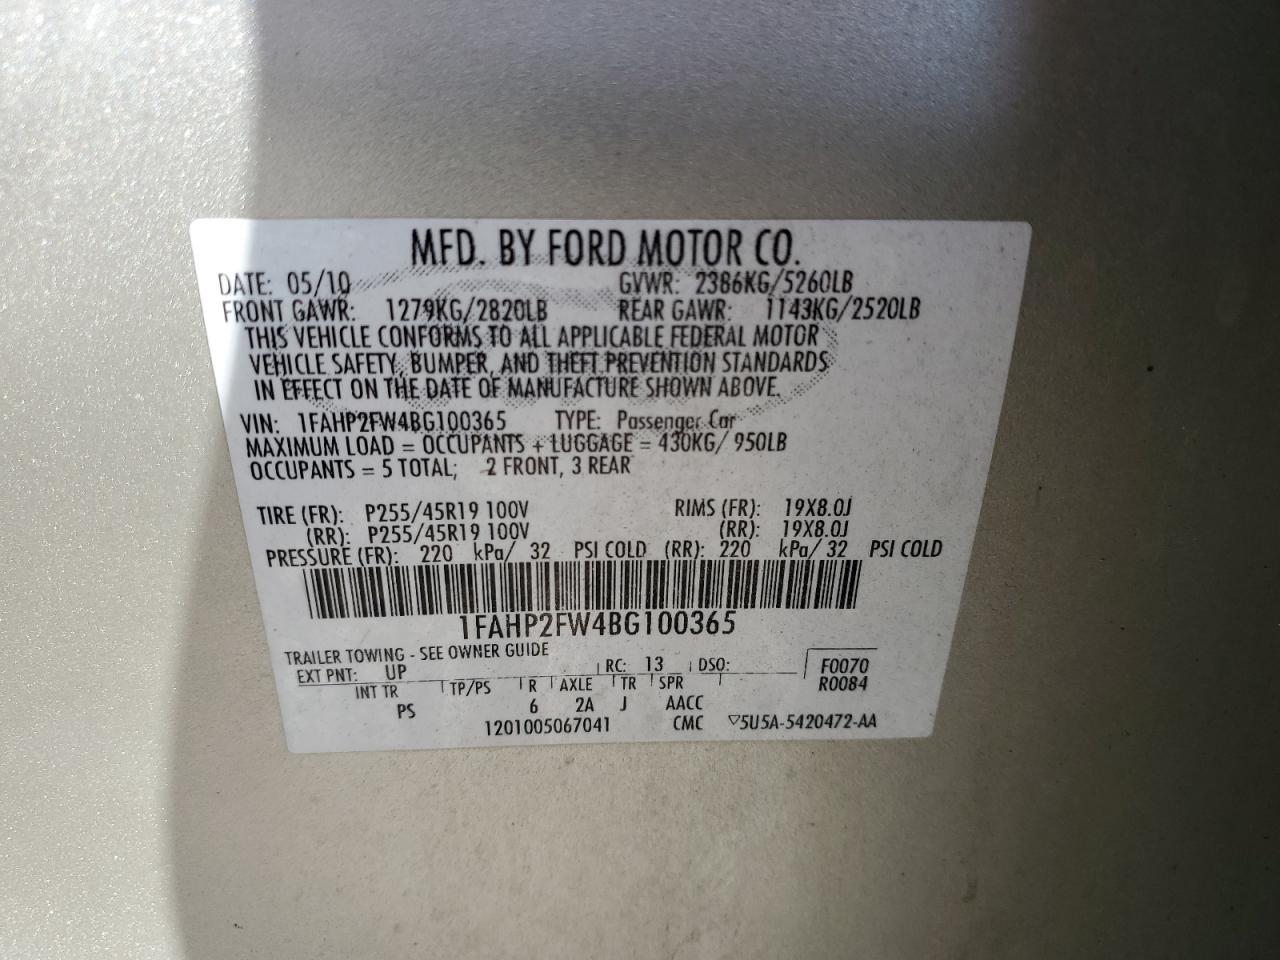 MFD. BY FORD MOTOR CO.
DATE: 05/10 GVWR: 2386KG/5260LB
FRONT GAWR: 1279KG/2820LB REAR GAWR: 1143KG/2520LB
THIS VEHICLE CONFORMS TO ALL APPLICABLE FEDERAL MOTOR
VEHICLE SAFETY, BUMPER, AND THEFT PREVENTION STANDARDS
IN EFFECT ON THE DATE OF MANUFACTURE SHOWN ABOVE.
VIN: 1FAHP2FW4BG100365 TYPE: Passenger Car
MAXIMUM LOAD = OCCUPANTS + LUGGAGE = 430KG/ 950LB
OCCUPANTS = 5 TOTAL; 2 FRONT, 3 REAR
TIRE (FR): P255/45R19 100V RIMS (FR): 19X8.0J
(RR): P255/45R19 100V (RR): 19X8.0J
PRESSURE (FR): 220 kPa/ 32 PSI COLD (RR): 220 kPa/ 32 PSI COLD
1FAHP2FW4BG100365
TRAILER TOWING - SEE OWNER GUIDE
EXT PNT: UP RC: 13 DSO: F0070
R0084
INT TR TP/PS R AXLE TR SPR
PS 6 2A J AACC
1201005067041 CMC ▽5U5A-5420472-AA